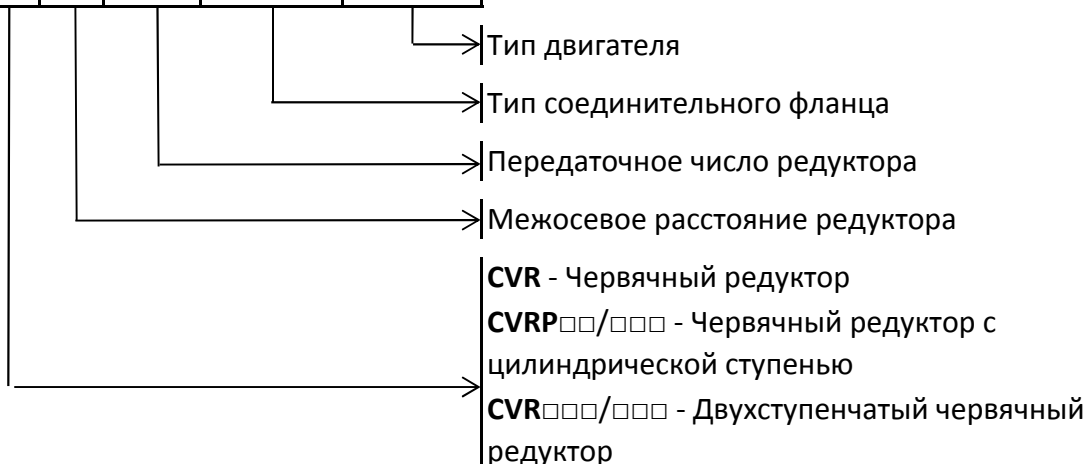 Тип двигателя
Тип соединительного фланца
Передаточное число редуктора
Межосевое расстояние редуктора
CVR - Червячный редуктор
CVRP□□/□□□ - Червячный редуктор с
цилиндрической ступенью
CVR□□□/□□□ - Двухступенчатый червячный
редуктор